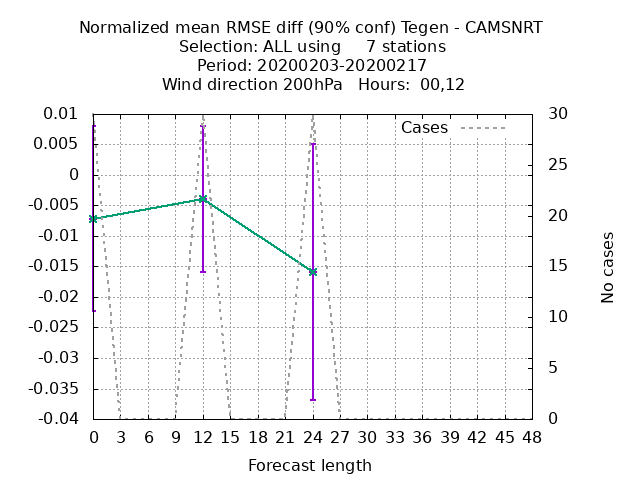 Normalized mean RMSE diff (90% conf) Tegen - CAMSNRT
Selection: ALL using     7 stations
Period: 20200203-20200217
Wind direction 200hPa   Hours:  00,12
Cases
0.01
0.005
0
-0.005
-0.01
-0.015
-0.02
-0.025
-0.03
-0.035
-0.04
30
25
20
15
10
5
0
No cases
0 3 6 9 12 15 18 21 24 27 30 33 36 39 42 45 48
Forecast length